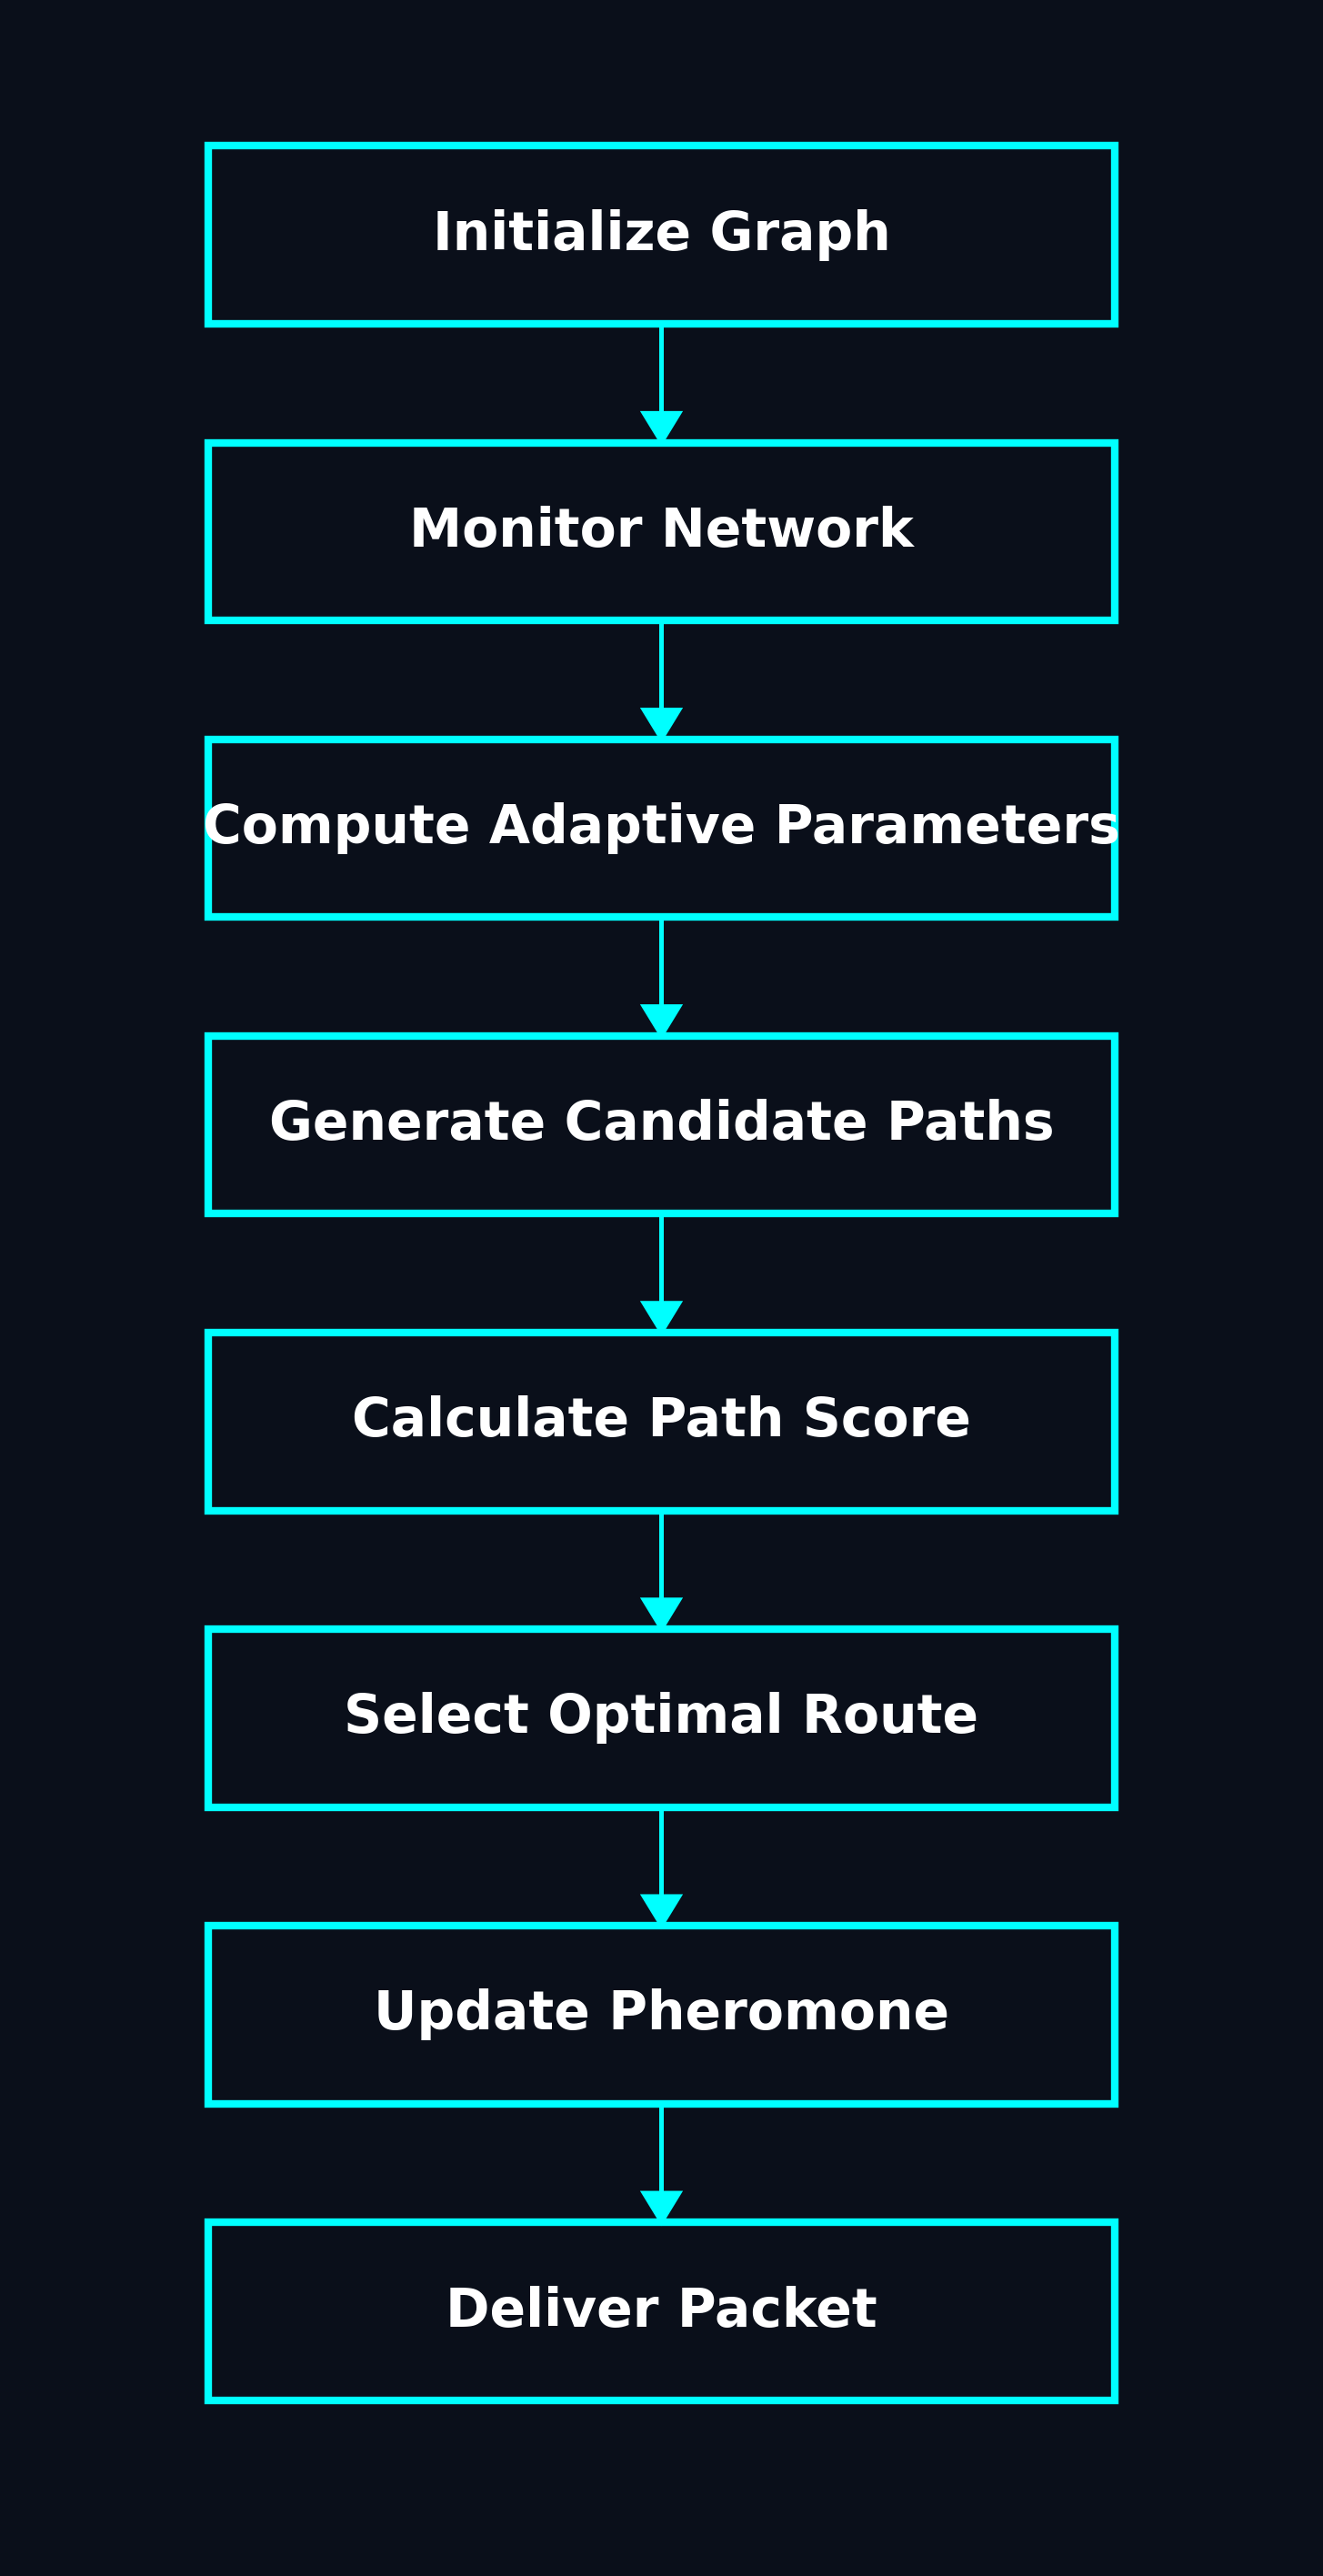 Initialize Graph
Monitor Network
Compute Adaptive Parameters
Generate Candidate Paths
Calculate Path Score
Select Optimal Route
Update Pheromone
Deliver Packet